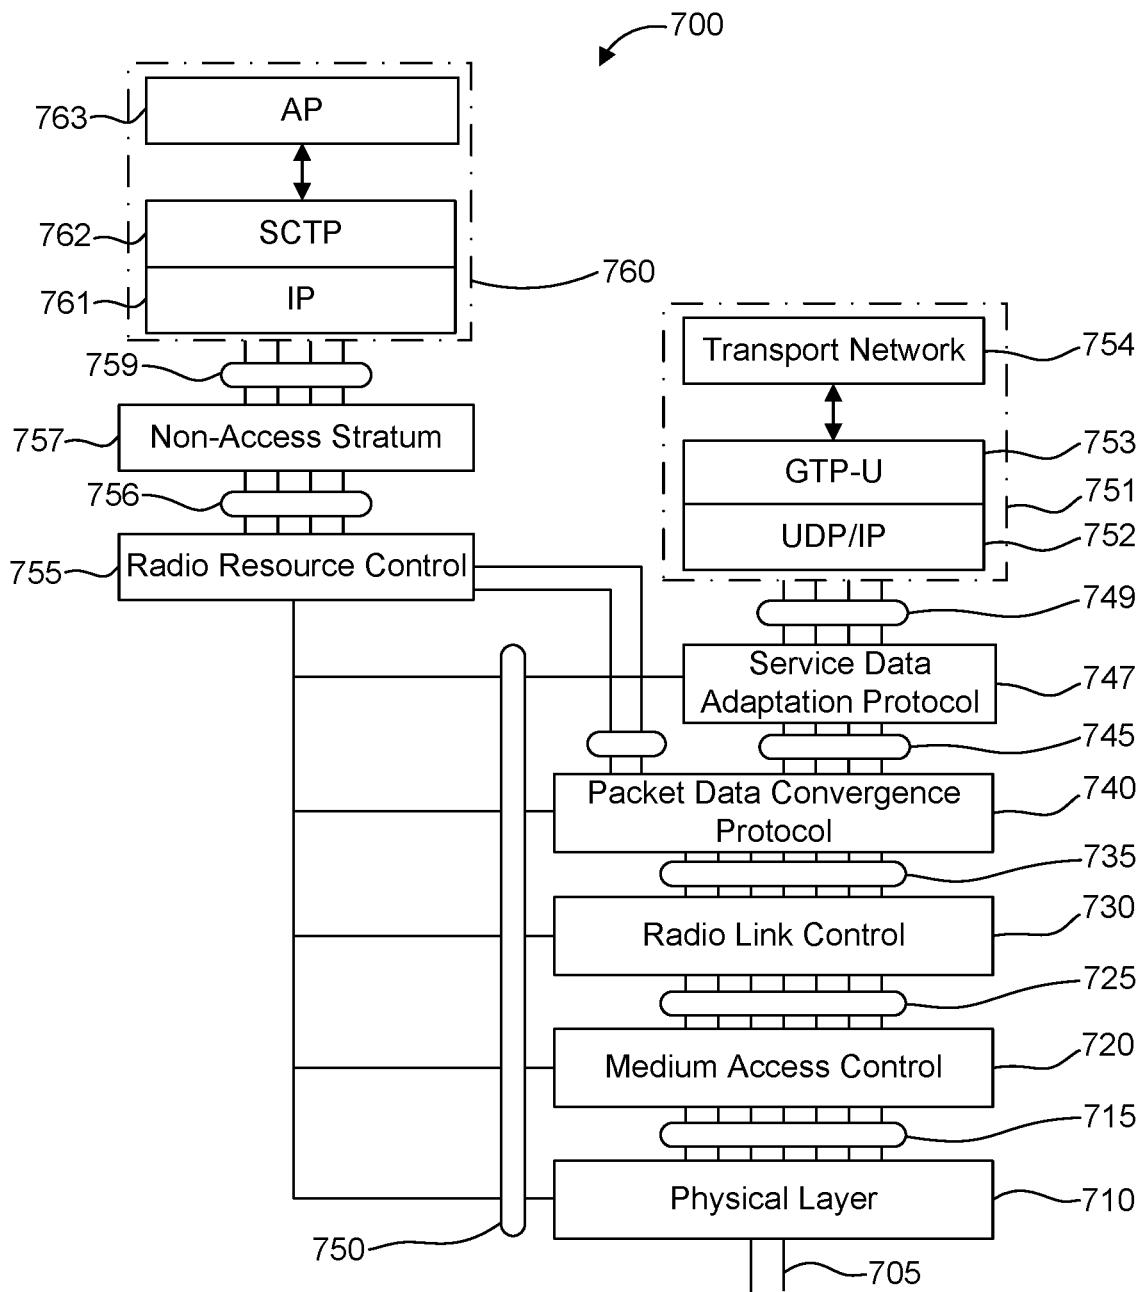 700
763
AP
762
SCTP
760
761
IP
754
Transport Network
759
757
Non-Access Stratum
753
GTP-U
751
756
752
UDP/IP
755
Radio Resource Control
749
Service Data
Adaptation Protocol
747
745
Packet Data Convergence
Protocol
740
735
730
Radio Link Control
725
720
Medium Access Control
715
Physical Layer
710
750
705